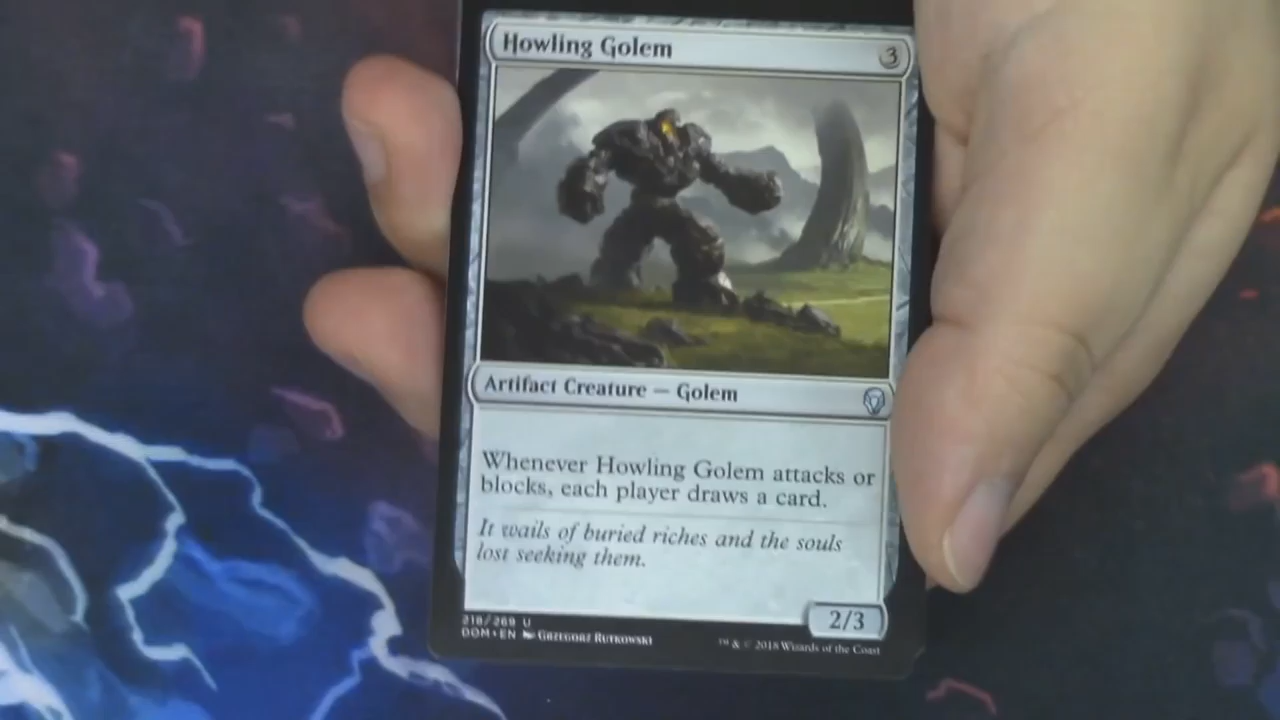 Howling Golem 3
Artifact Creature — Golem
Whenever Howling Golem attacks or
blocks, each player draws a card.
It wails of buried riches and the souls
lost seeking them.
2/3
218/269 U
DOM • EN Grzegorz Rutkowski
™ & © 2018 Wizards of the Coast